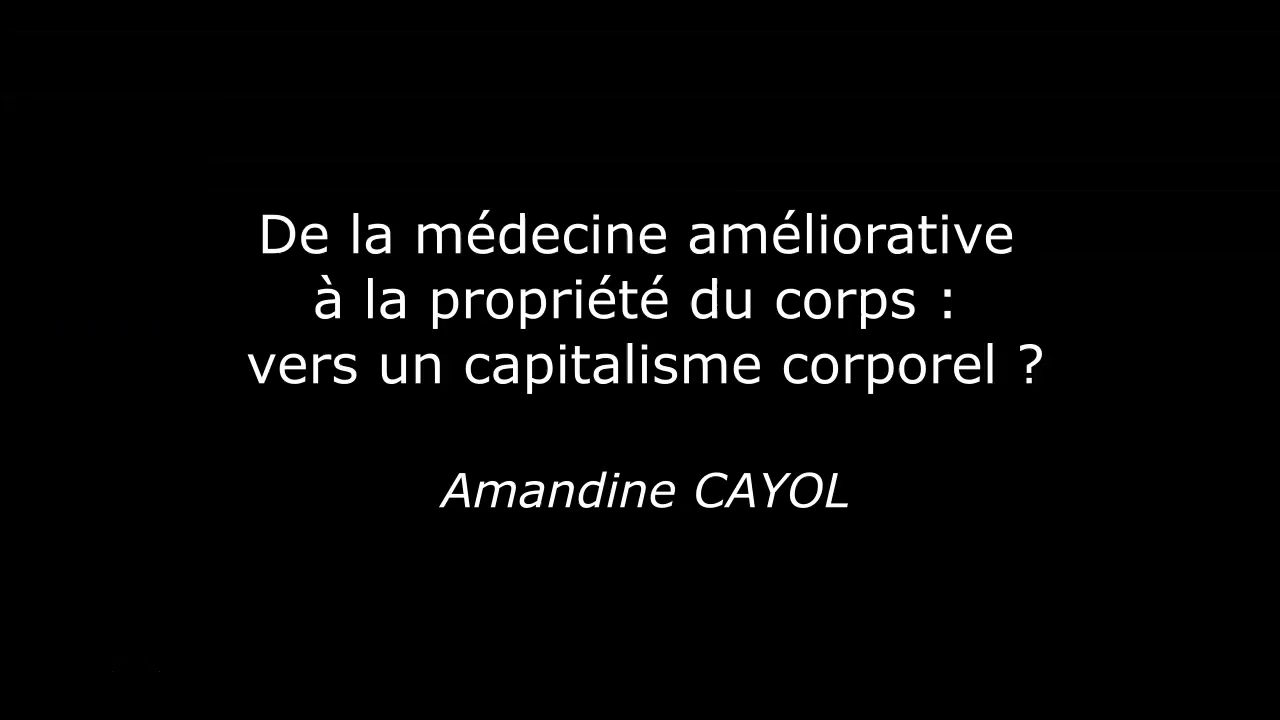 De la médecine améliorative
à la propriété du corps :
vers un capitalisme corporel ?
Amandine CAYOL